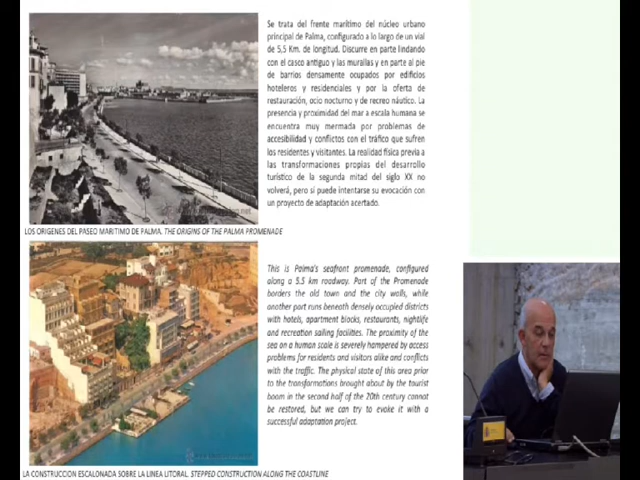 Se trata del frente marítimo del núcleo urbano
principal de Palma, configurado a lo largo de un vial
de 5,5 Km. de longitud. Discurre en parte lindando
con el casco antiguo y las murallas y en parte al pie
de barrios densamente ocupados por edificios
hoteleros y residenciales y por la oferta de
restauración, ocio nocturno y de recreo náutico. La
presencia y proximidad del mar a escala humana se
encuentra muy mermada por problemas de
accesibilidad y conflictos con el tráfico que sufren
los residentes y visitantes. La realidad física previa a
las transformaciones propias del desarrollo
turístico de la segunda mitad del siglo XX no
volverá, pero si puede intentarse su evocación con
un proyecto de adaptación acertado.
LOS ORIGENES DEL PASEO MARITIMO DE PALMA. THE ORIGINS OF THE PALMA PROMENADE
This is Palma's seafront promenade, configured
along a 5.5 km roadway. Part of the Promenade
borders the old town and the city walls, while
another part runs beneath densely occupied districts
with hotels, apartment blocks, restaurants, nightlife
and recreation sailing facilities. The proximity of the
sea on a human scale is severely hampered by access
problems for residents and visitors alike and conflicts
with the traffic. The physical state of this area prior
to the transformations brought about by the tourist
boom in the second half of the 20th century cannot
be restored, but we can try to evoke it with a
successful adaptation project.
LA CONSTRUCCION ESCALONADA SOBRE LA LINEA LITORAL. STEPPED CONSTRUCTION ALONG THE COASTLINE